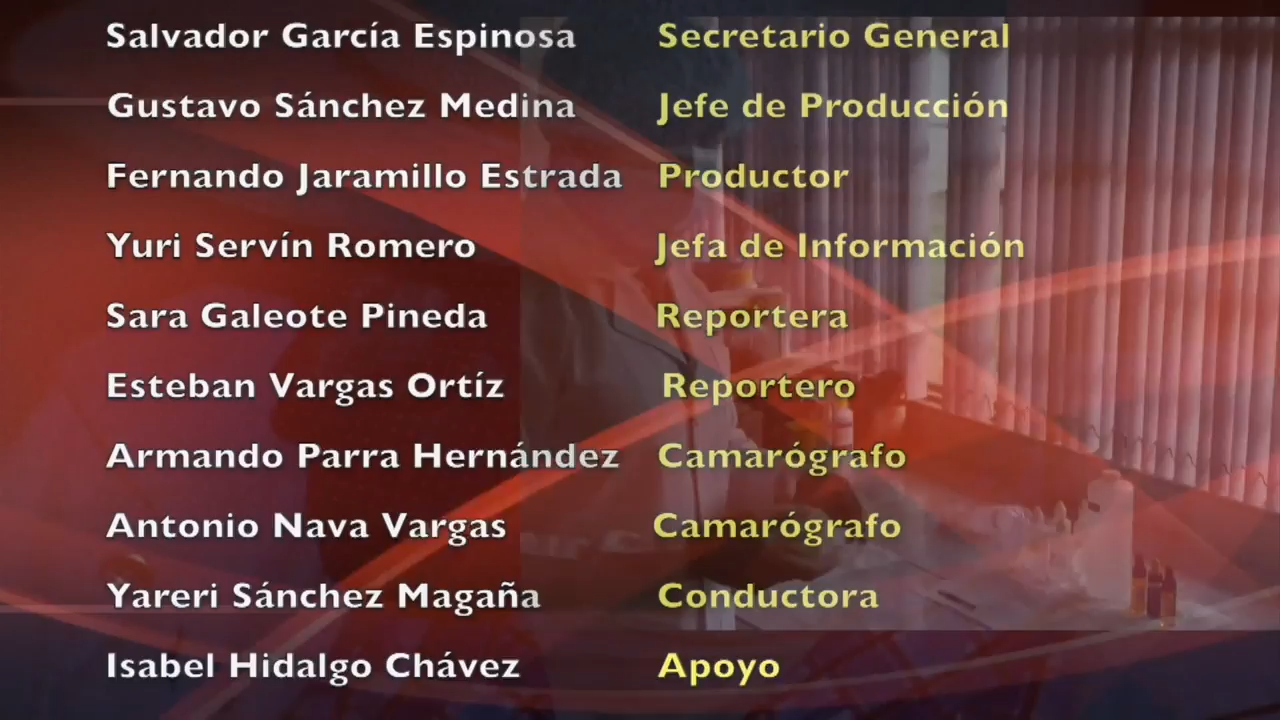 Salvador García Espinosa Secretario General
Gustavo Sánchez Medina Jefe de Producción
Fernando Jaramillo Estrada Productor
Yuri Servín Romero Jefa de Información
Sara Galeote Pineda Reportera
Esteban Vargas Ortíz Reportero
Armando Parra Hernández Camarógrafo
Antonio Nava Vargas Camarógrafo
Yareri Sánchez Magaña Conductora
Isabel Hidalgo Chávez Apoyo